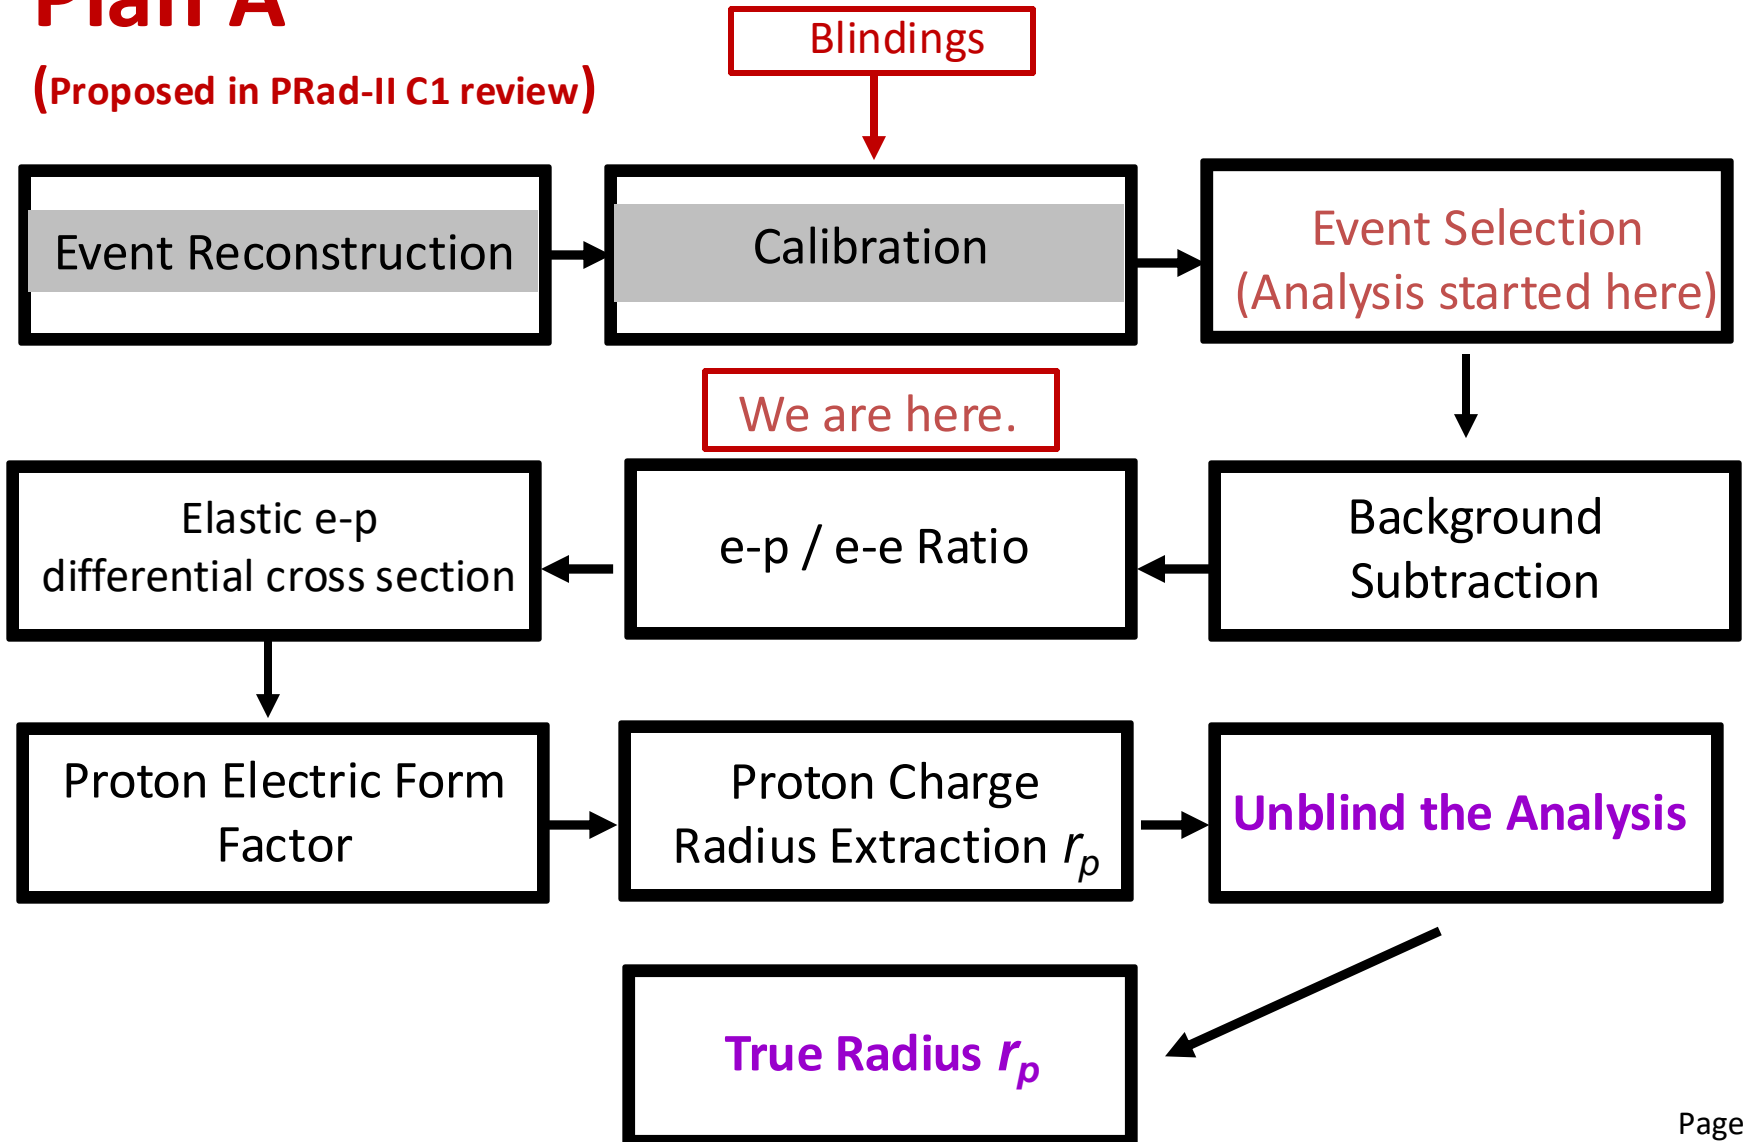 Plan A
(Proposed in PRad-II C1 review)
Blindings
Event Reconstruction
Calibration
Event Selection
(Analysis started here)
We are here.
Elastic e-p
differential cross section
e-p / e-e Ratio
Background
Subtraction
Proton Electric Form
Factor
Proton Charge
Radius Extraction rp
Unblind the Analysis
True Radius rp
Page